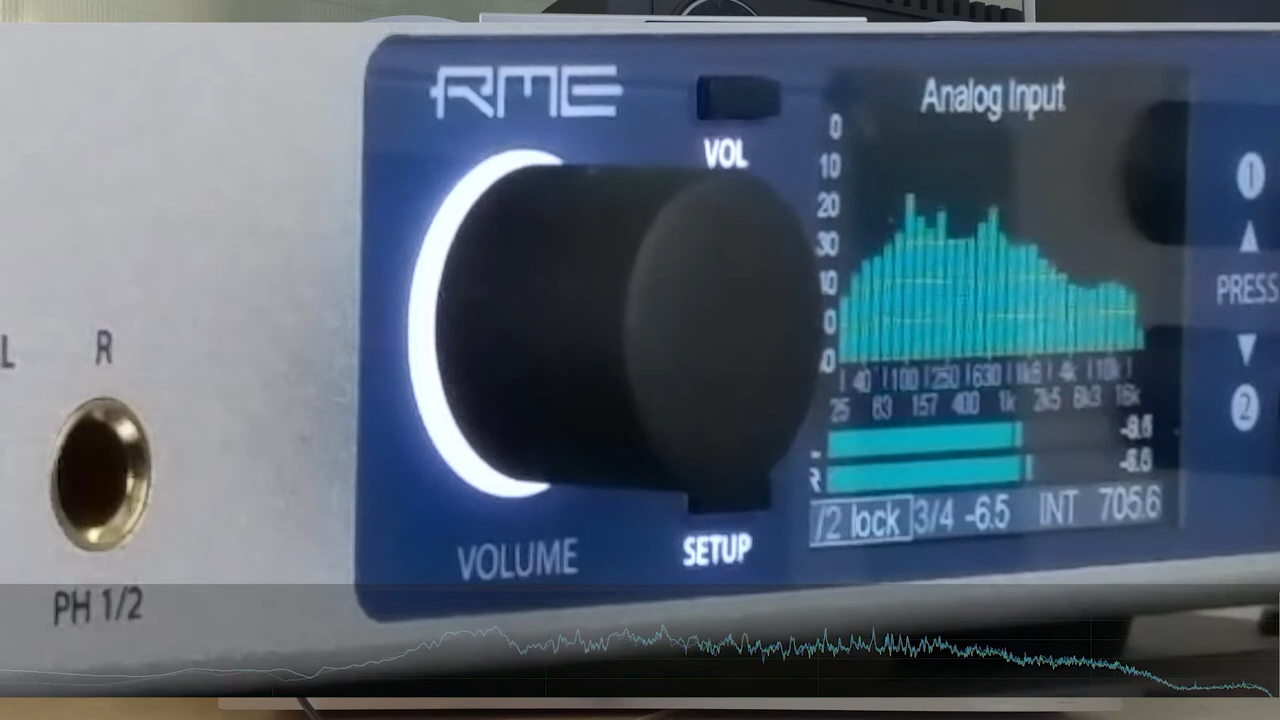 RME
VOL
Analog Input
0
10
20
30
L R
PH 1/2
VOLUME
SETUP
40 100 250 630 1k6 4k 10k
25 63 157 400 1k 2k5 6k3 16k
R
/2 lock 3/4 -6.5 INT 705.6
1
PRESS
2